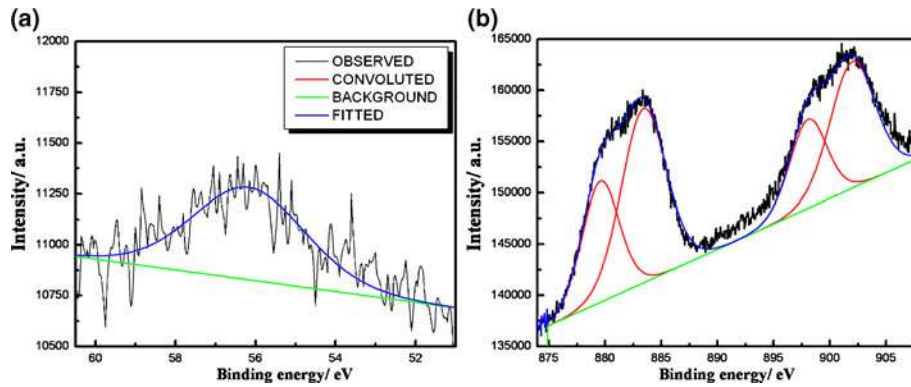 (a)
12000
11750
11500
11250
11000
10750
10500
Intensity/ a.u.
OBSERVED
CONVOLUTED
BACKGROUND
FITTED
60 58 56 54 52
Binding energy/ eV
(b)
165000
160000
155000
150000
145000
140000
135000
Intensity/ a.u.
875 880 885 890 895 900 905
Binding energy/ eV